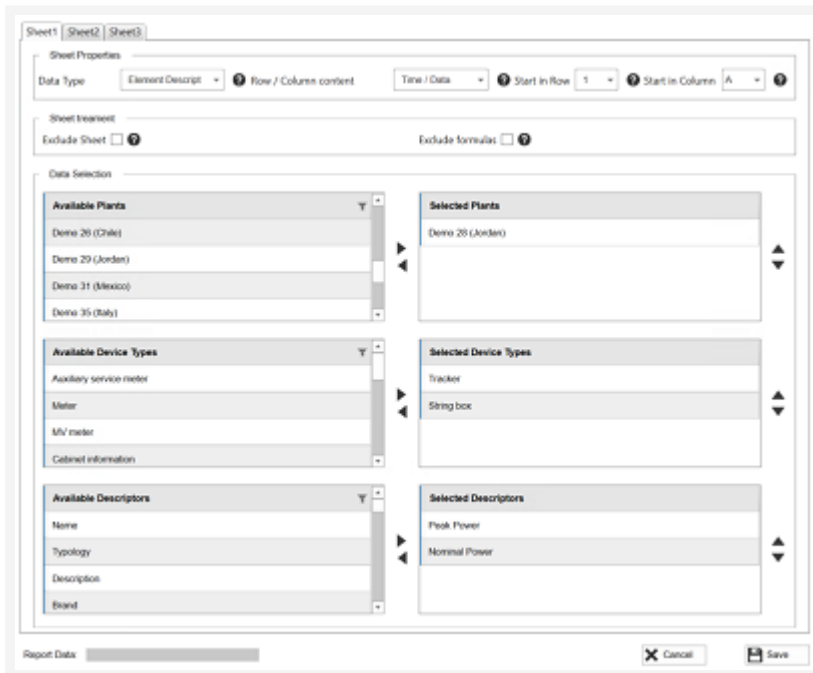 Sheet1 Sheet2 Sheet3
Sheet Properties
Data Type Element Descript Row / Column content Time / Data Start in Row 1 Start in Column A
Sheet treament
Exclude Sheet Exclude formulas
Data Selection
Available Plants Selected Plants
Demo 26 (Chile) Demo 28 (Jordan)
Demo 29 (Jordan)
Demo 31 (Mexico)
Demo 35 (Italy)
Available Device Types Selected Device Types
Auxiliary service meter Tracker
Meter String box
MV meter
Cabinet information
Available Descriptors Selected Descriptors
Name Peak Power
Typology Nominal Power
Description
Brand
Report Data: Cancel Save